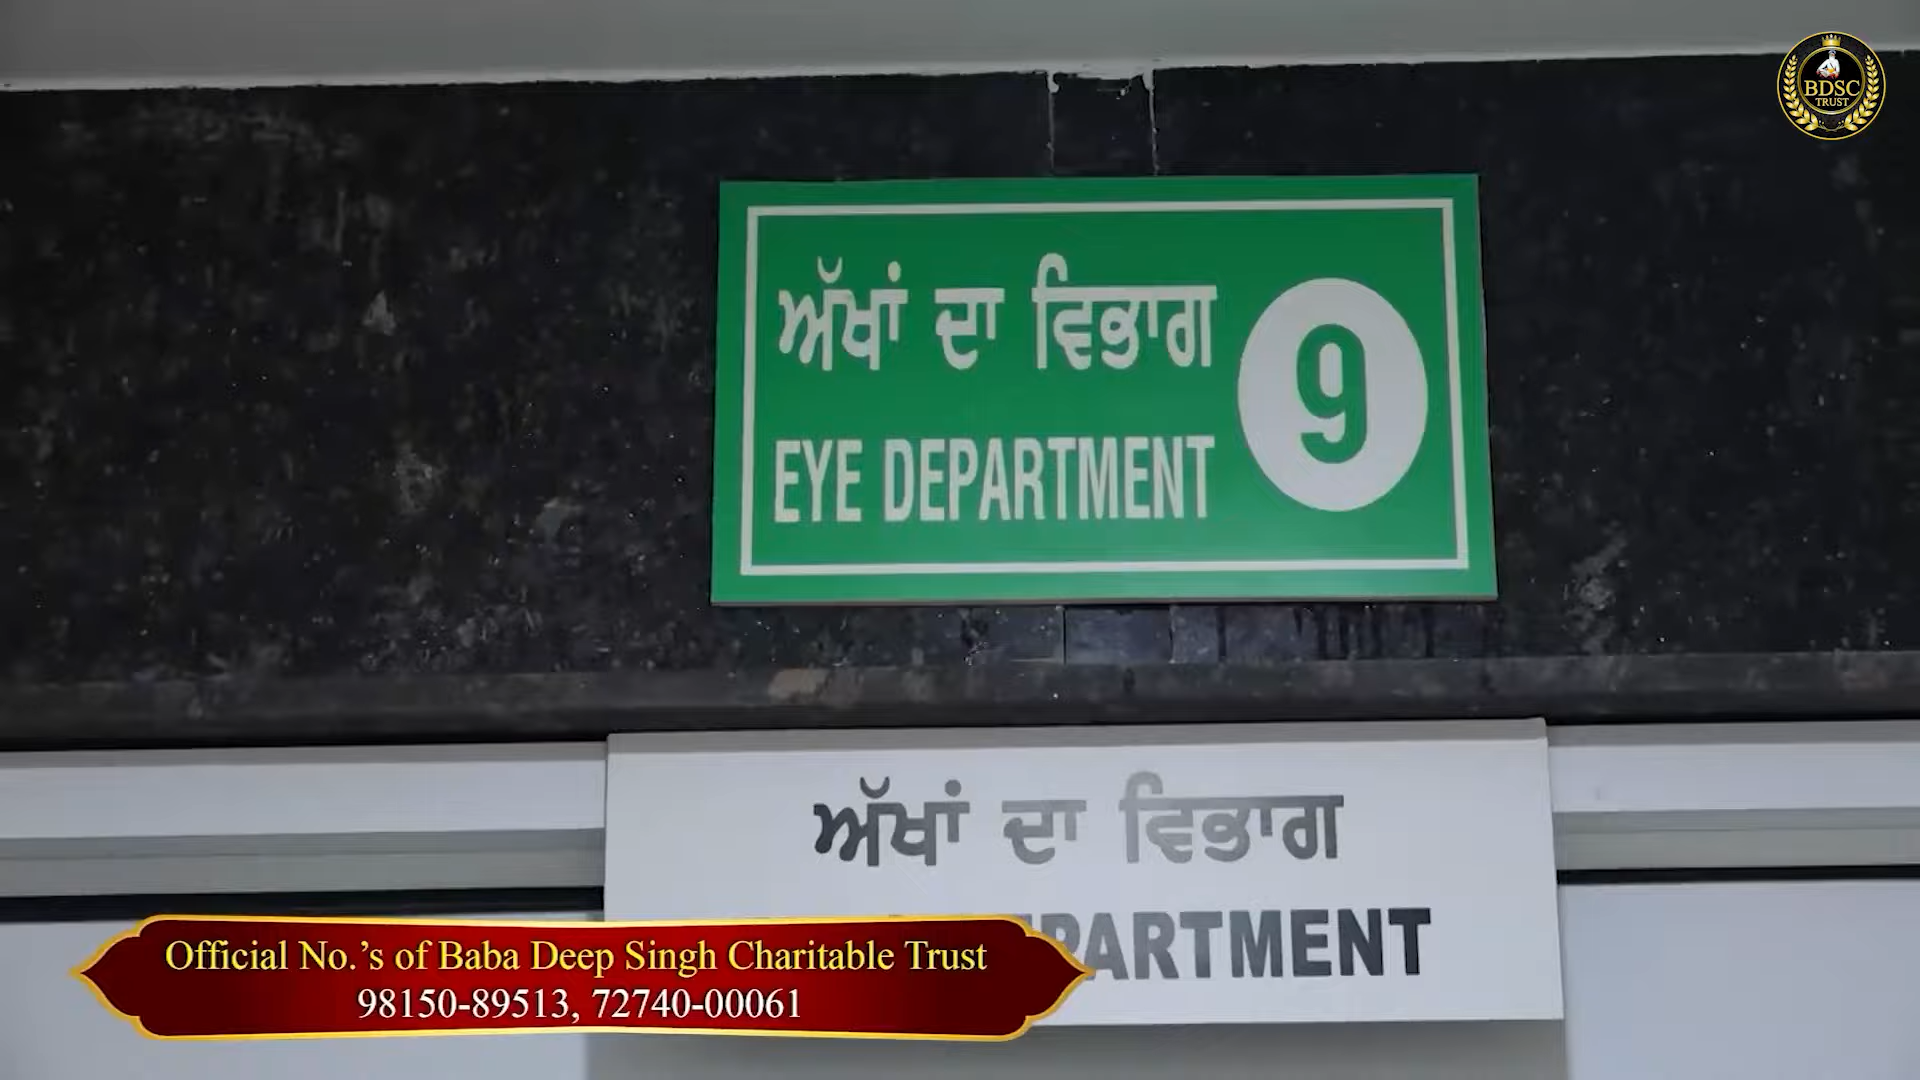 BDSC
TRUST
ਅੱਖਾਂ ਦਾ ਵਿਭਾਗ
9
EYE DEPARTMENT
ਅੱਖਾਂ ਦਾ ਵਿਭਾਗ
PARTMENT
Official No.’s of Baba Deep Singh Charitable Trust
98150-89513, 72740-00061